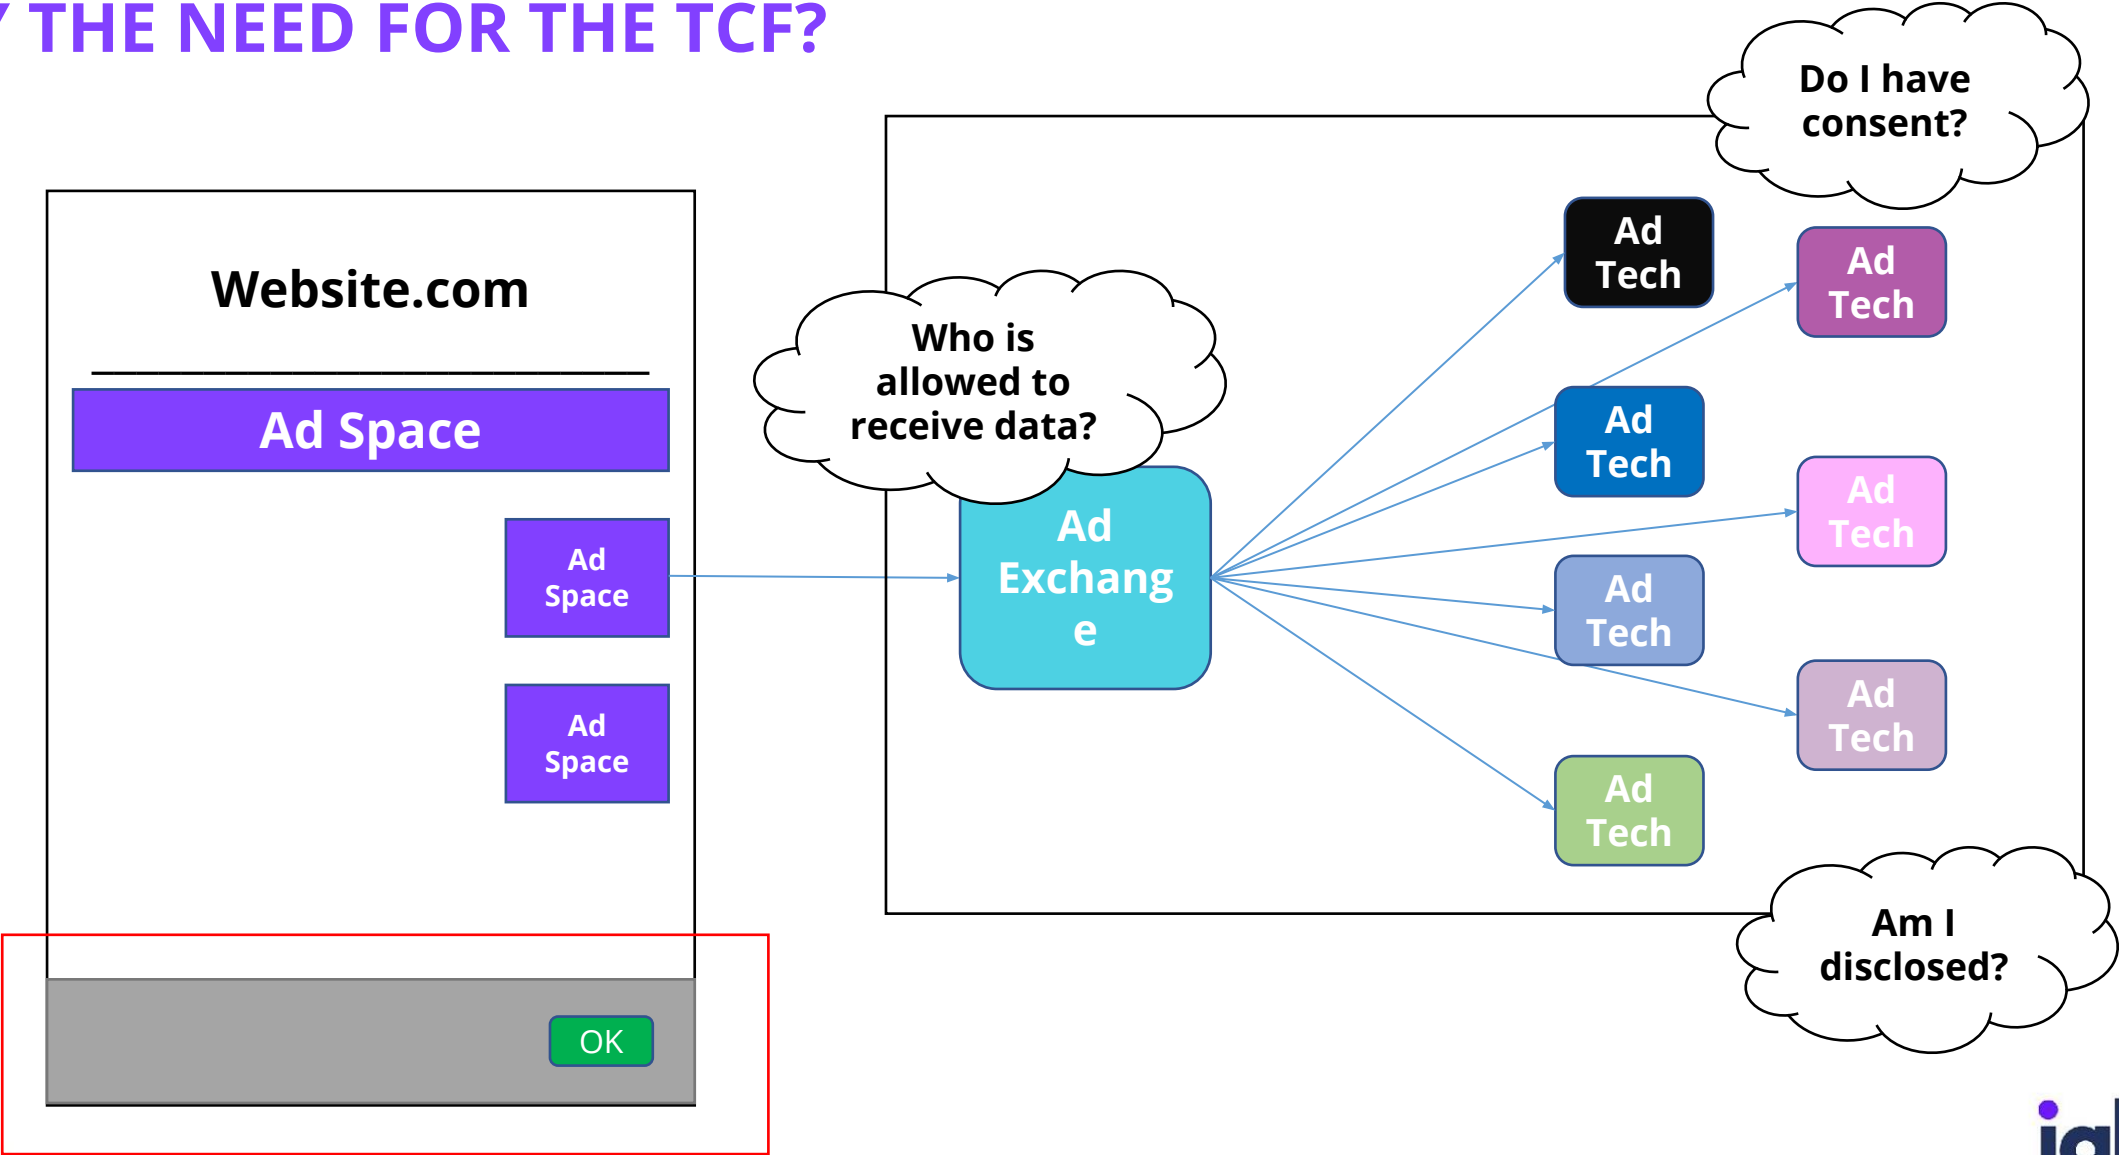 THE NEED FOR THE TCF?
Do I have
consent?
Website.com
Ad Space
Ad
Space
Ad
Space
Who is
allowed to
receive data?
Ad
Exchang
e
Ad
Tech
Ad
Tech
Ad
Tech
Ad
Tech
Ad
Tech
Ad
Tech
Ad
Tech
Am I
disclosed?
OK